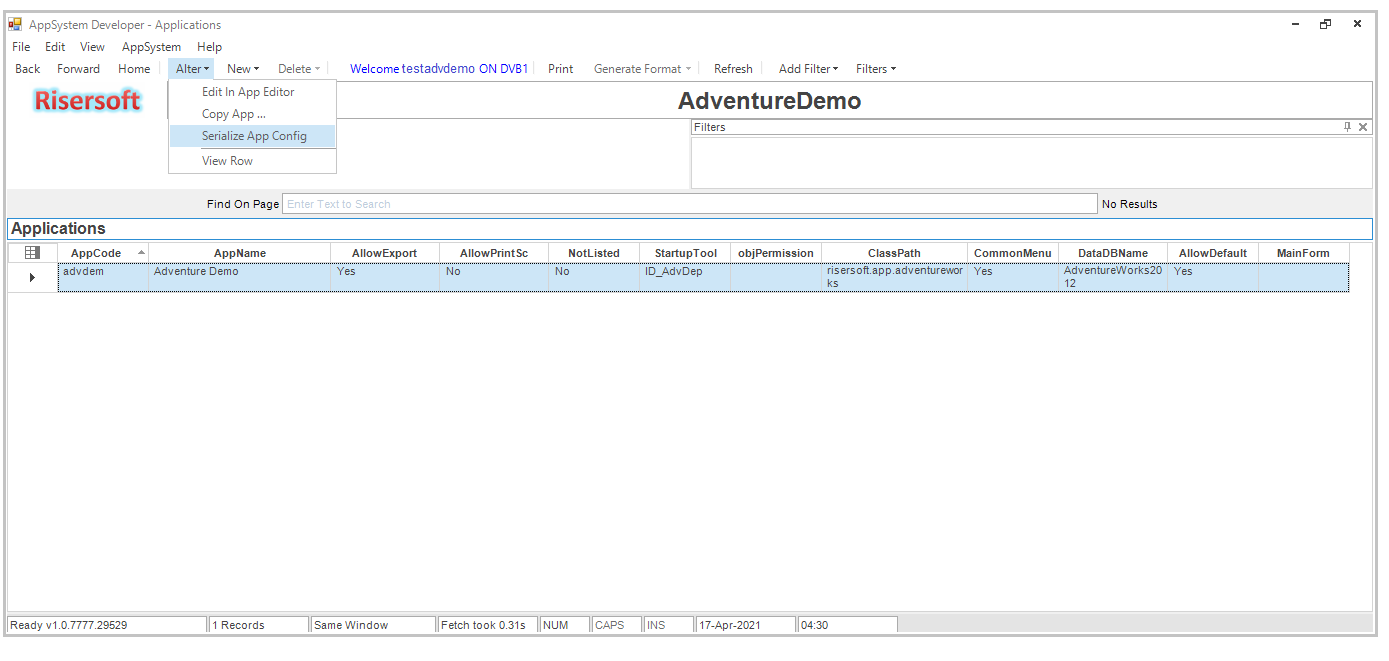 AppSystem Developer - Applications
File Edit View AppSystem Help
Back Forward Home Alter New Delete Welcome testadvdemo ON DVB1 Print Generate Format Refresh Add Filter Filters
Edit In App Editor
Copy App ...
Serialize App Config
View Row
Risersoft
AdventureDemo
Filters
Find On Page Enter Text to Search No Results
Applications
AppCode AppName AllowExport AllowPrintSc NotListed StartupTool objPermission ClassPath CommonMenu DataDBName AllowDefault MainForm
advdem Adventure Demo Yes No No ID_AdvDep risersoft.app.adventurewor Yes AdventureWorks20 Yes
ks 12
Ready v1.0.7777.29529 1 Records Same Window Fetch took 0.31s NUM CAPS INS 17-Apr-2021 04:30